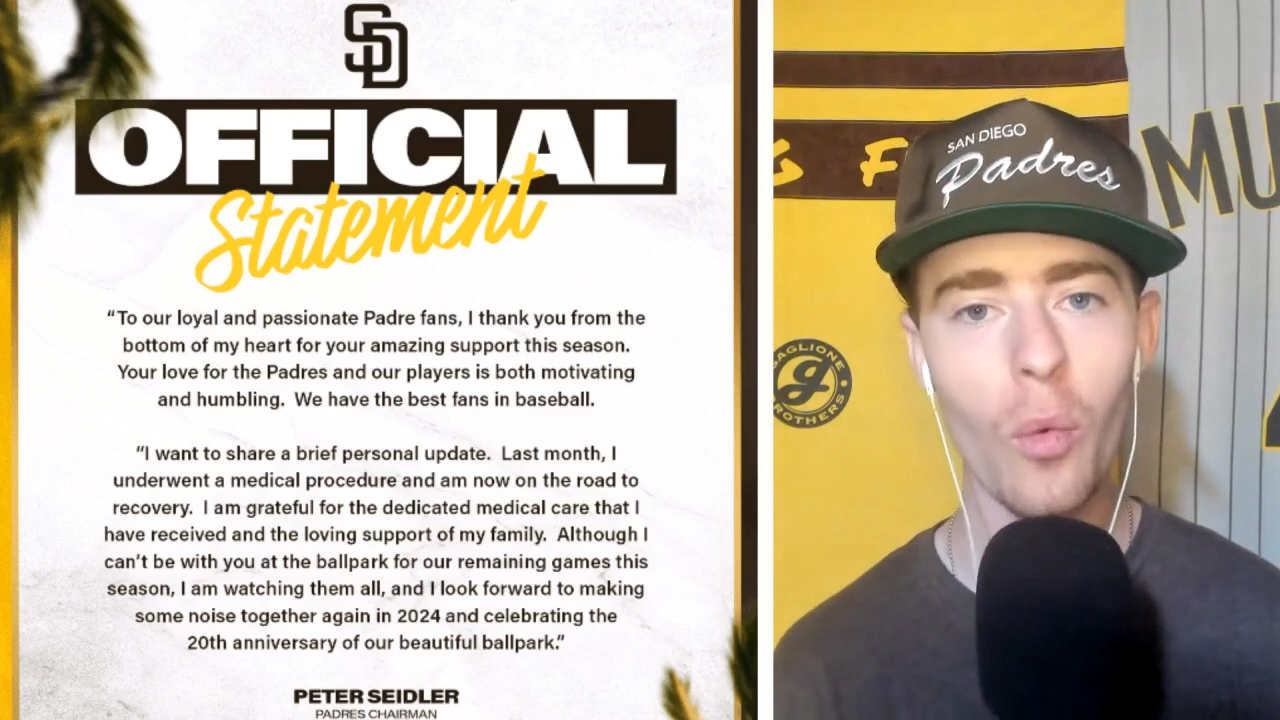 SD
OFFICIAL
Statement
“To our loyal and passionate Padre fans, I thank you from the
bottom of my heart for your amazing support this season.
Your love for the Padres and our players is both motivating
and humbling. We have the best fans in baseball.
“I want to share a brief personal update. Last month, I
underwent a medical procedure and am now on the road to
recovery. I am grateful for the dedicated medical care that I
have received and the loving support of my family. Although I
can’t be with you at the ballpark for our remaining games this
season, I am watching them all, and I look forward to making
some noise together again in 2024 and celebrating the
20th anniversary of our beautiful ballpark.”
PETER SEIDLER
PADRES CHAIRMAN
SAN DIEGO
Padres
F
MU
GAGLIONE
BROTHERS
g